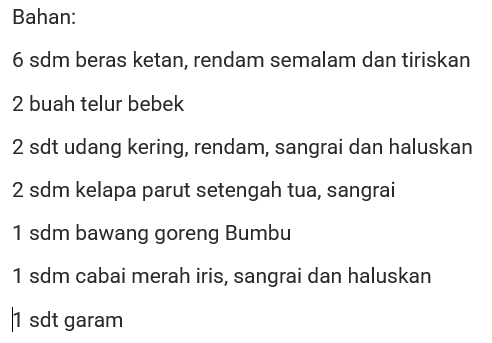 Bahan:
6 sdm beras ketan, rendam semalam dan tiriskan
2 buah telur bebek
2 sdt udang kering, rendam, sangrai dan haluskan
2 sdm kelapa parut setengah tua, sangrai
1 sdm bawang goreng Bumbu
1 sdm cabai merah iris, sangrai dan haluskan
1 sdt garam